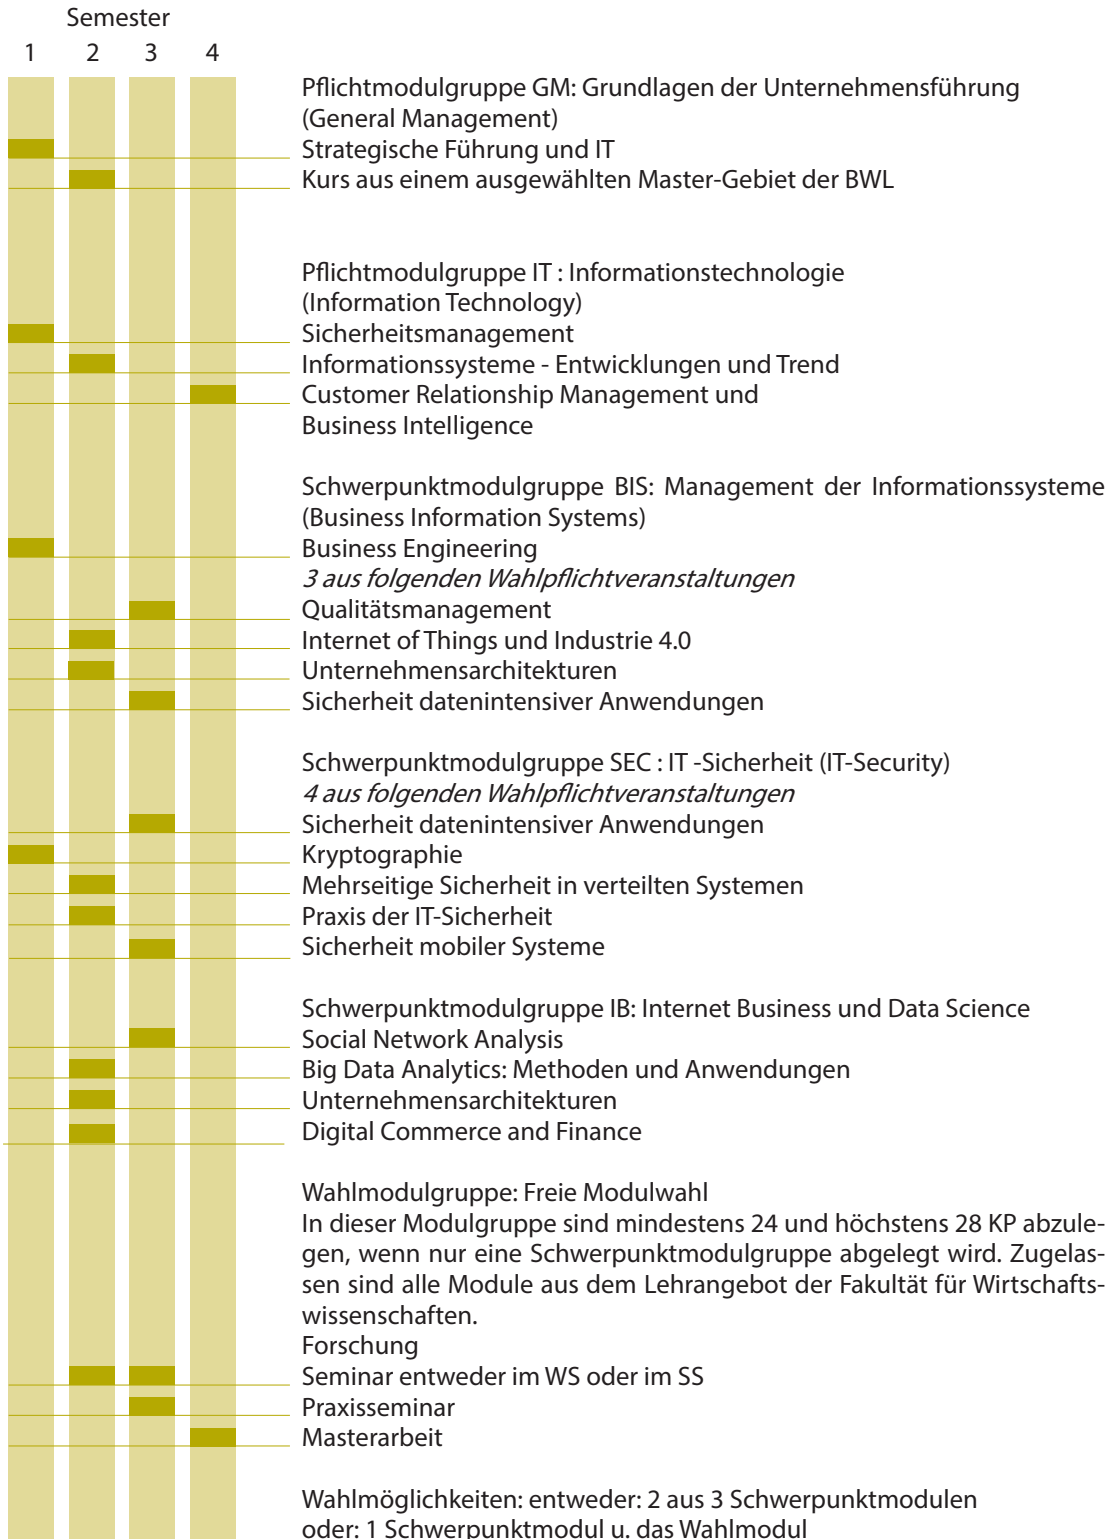 Semester
1 2 3 4
Pflichtmodulgruppe GM: Grundlagen der Unternehmensführung
(General Management)
Strategische Führung und IT
Kurs aus einem ausgewählten Master-Gebiet der BWL
Pflichtmodulgruppe IT : Informationstechnologie
(Information Technology)
Sicherheitsmanagement
Informationssysteme - Entwicklungen und Trend
Customer Relationship Management und
Business Intelligence
Schwerpunktmodulgruppe BIS: Management der Informationssysteme
(Business Information Systems)
Business Engineering
3 aus folgenden Wahlpflichtveranstaltungen
Qualitätsmanagement
Internet of Things und Industrie 4.0
Unternehmensarchitekturen
Sicherheit datenintensiver Anwendungen
Schwerpunktmodulgruppe SEC : IT -Sicherheit (IT-Security)
4 aus folgenden Wahlpflichtveranstaltungen
Sicherheit datenintensiver Anwendungen
Kryptographie
Mehrseitige Sicherheit in verteilten Systemen
Praxis der IT-Sicherheit
Sicherheit mobiler Systeme
Schwerpunktmodulgruppe IB: Internet Business und Data Science
Social Network Analysis
Big Data Analytics: Methoden und Anwendungen
Unternehmensarchitekturen
Digital Commerce and Finance
Wahlmodulgruppe: Freie Modulwahl
In dieser Modulgruppe sind mindestens 24 und höchstens 28 KP abzule-
gen, wenn nur eine Schwerpunktmodulgruppe abgelegt wird. Zugelas-
sen sind alle Module aus dem Lehrangebot der Fakultät für Wirtschafts-
wissenschaften.
Forschung
Seminar entweder im WS oder im SS
Praxisseminar
Masterarbeit
Wahlmöglichkeiten: entweder: 2 aus 3 Schwerpunktmodulen
oder: 1 Schwerpunktmodul u. das Wahlmodul